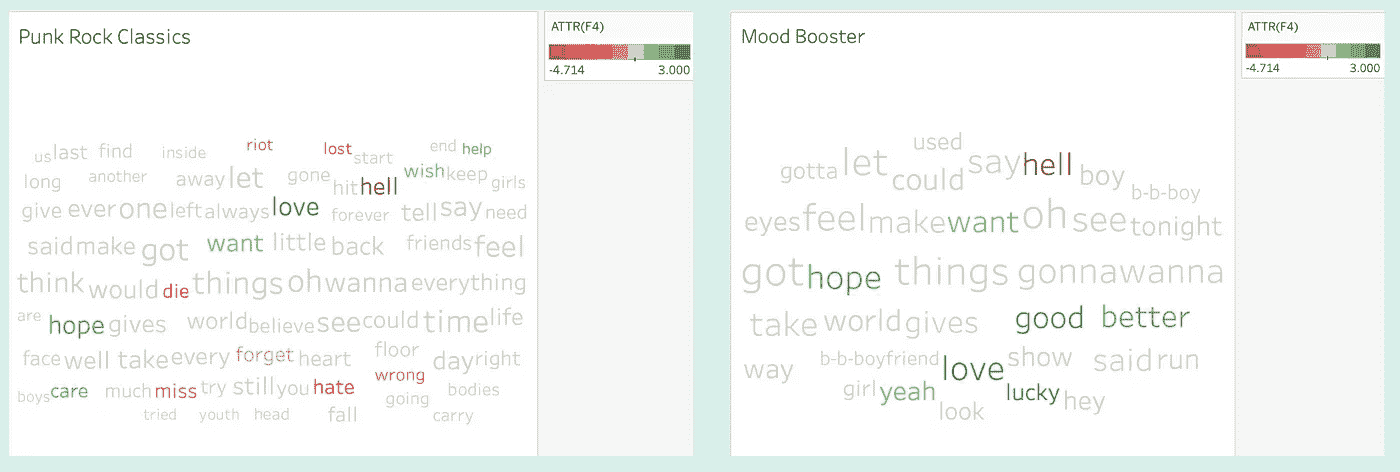 Punk Rock Classics
ATTR(F4)
-4.714 3.000
riot lost end help
us last find inside start
another away let gone wish keep
long hit hell girls
give ever one left always love forever tell say need
said make got want little back friends feel
think would die things oh wanna everything
are hope gives world believe see could time life
face well take every forget heart floor day right
wrong
boys care much miss try still you hate going bodies
tried youth head fall carry
Mood Booster
ATTR(F4)
-4.714 3.000
used
gotta let could say hell boy
b-b-boy
eyes feel make want oh see tonight
got hope things gonna wanna
take world gives good better
way b-b-boyfriend love show said run
girl yeah lucky hey
look